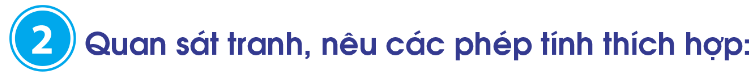 2 Quan sát tranh, nêu các phép tính thích hợp: